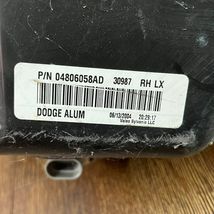 P/N 04806058AD 30987 RH LX
DODGE ALUM 06/13/2004 20:29:17
Valeo Sylvania LLC